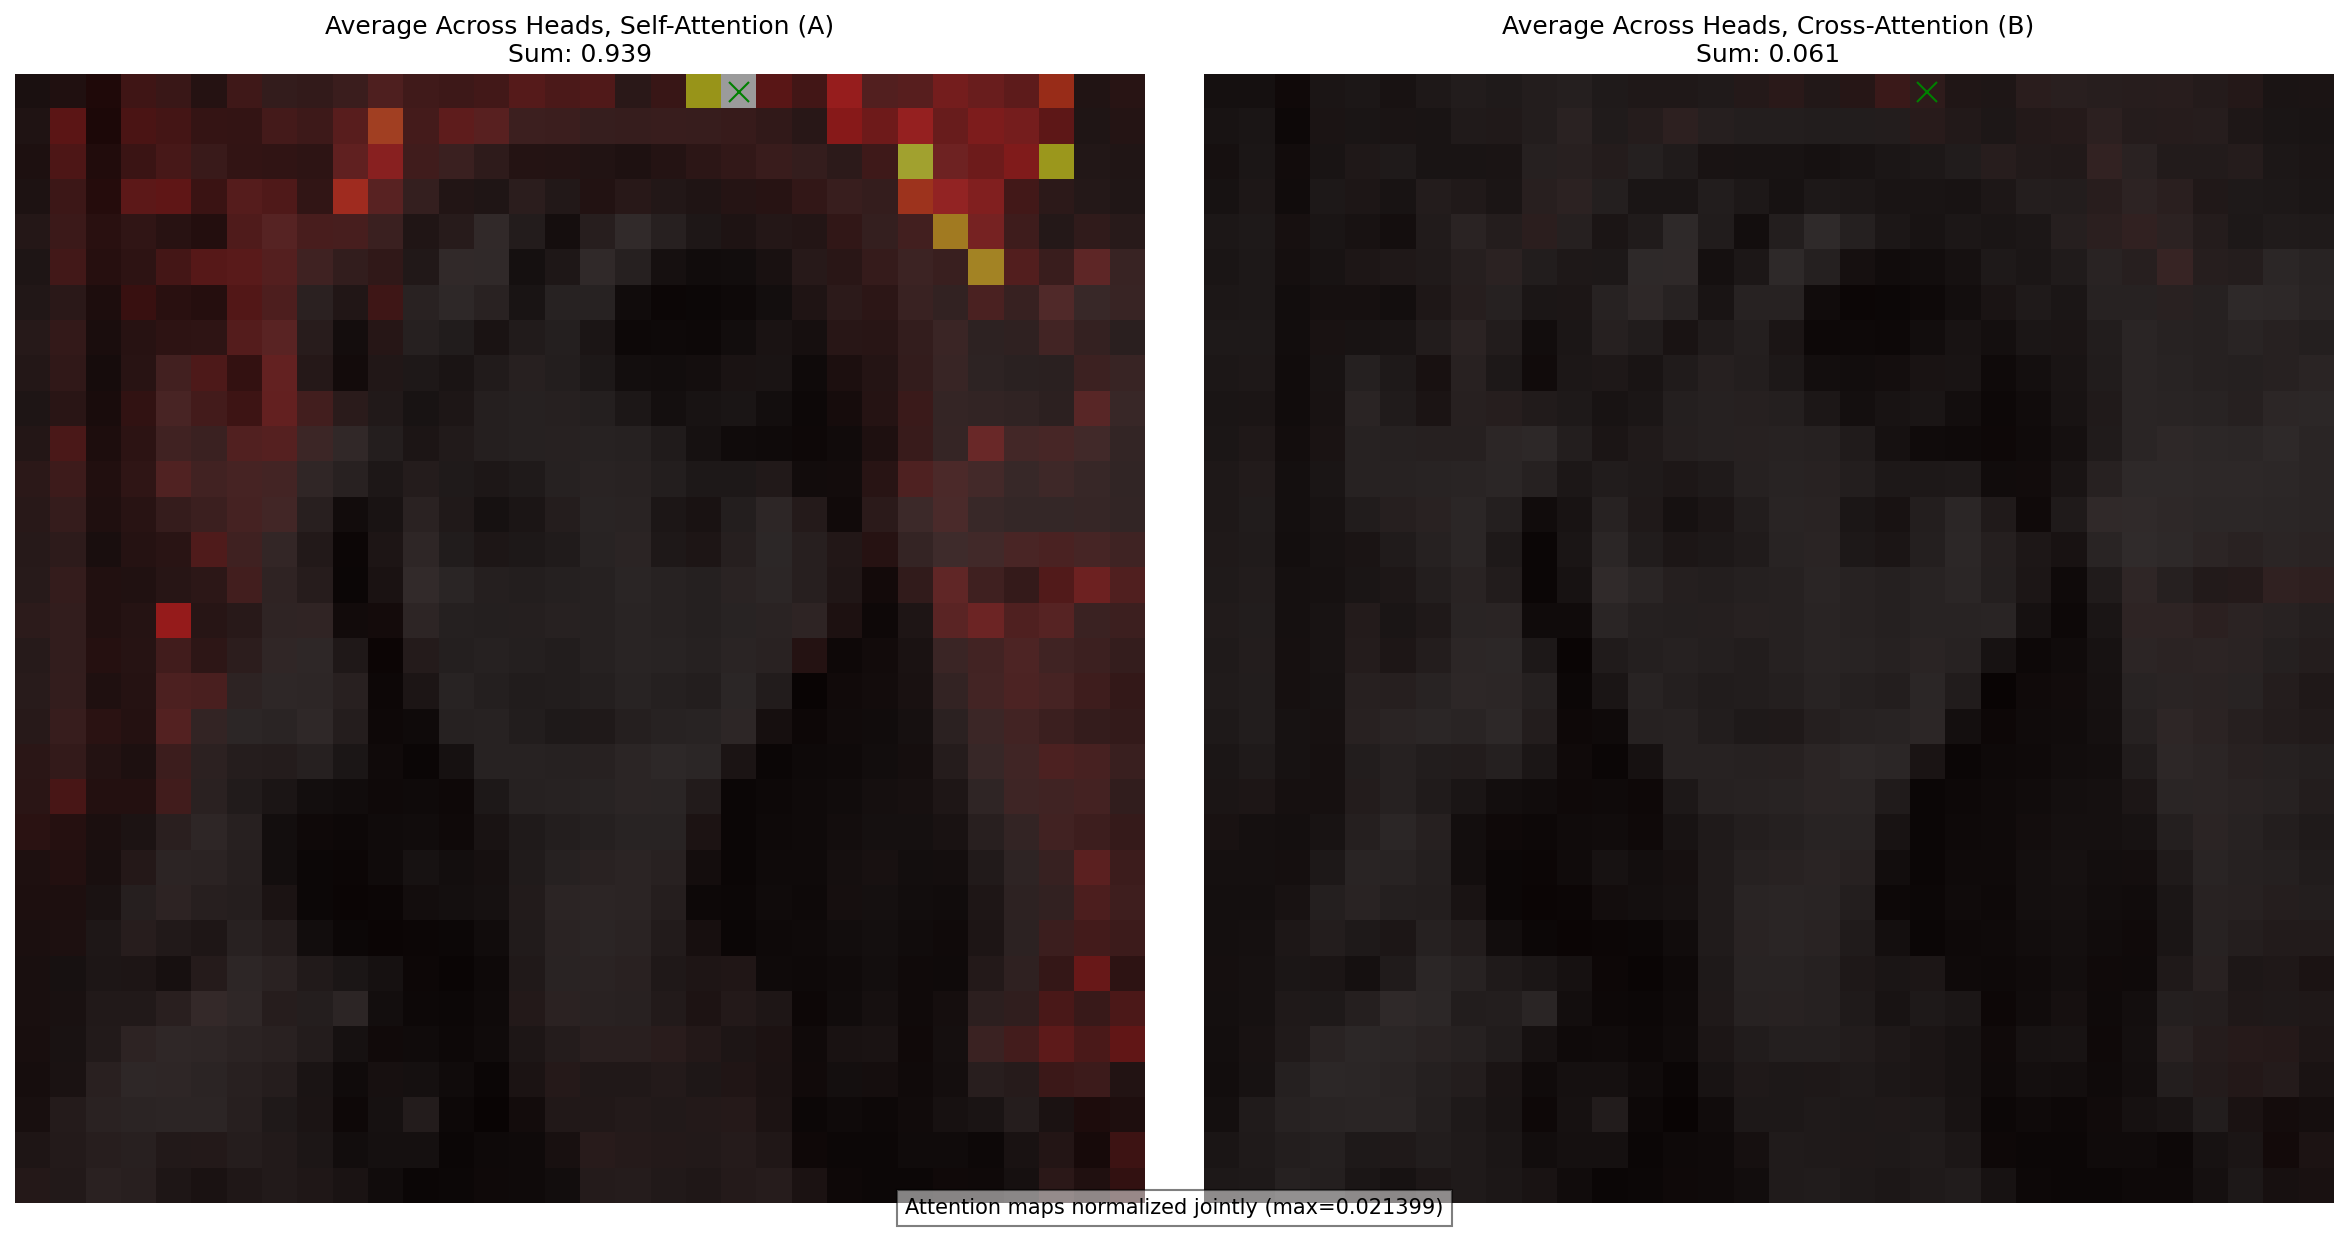 Average Across Heads, Self-Attention (A)
Sum: 0.939
Average Across Heads, Cross-Attention (B)
Sum: 0.061
Attention maps normalized jointly (max=0.021399)